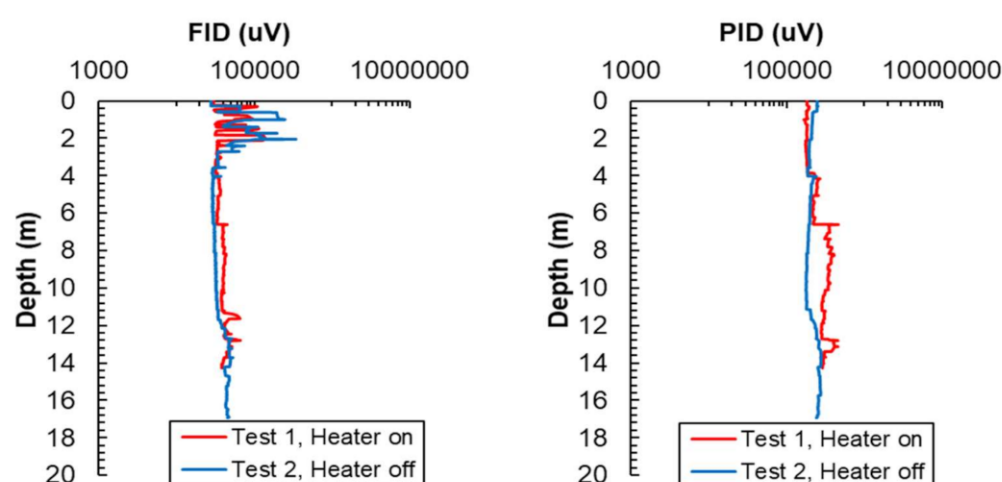 FID (uV)
1000 100000 10000000
0
2
4
6
8
10
12
14
16
18
20
Depth (m)
Test 1, Heater on
Test 2, Heater off
PID (uV)
1000 100000 10000000
0
2
4
6
8
10
12
14
16
18
20
Depth (m)
Test 1, Heater on
Test 2, Heater off